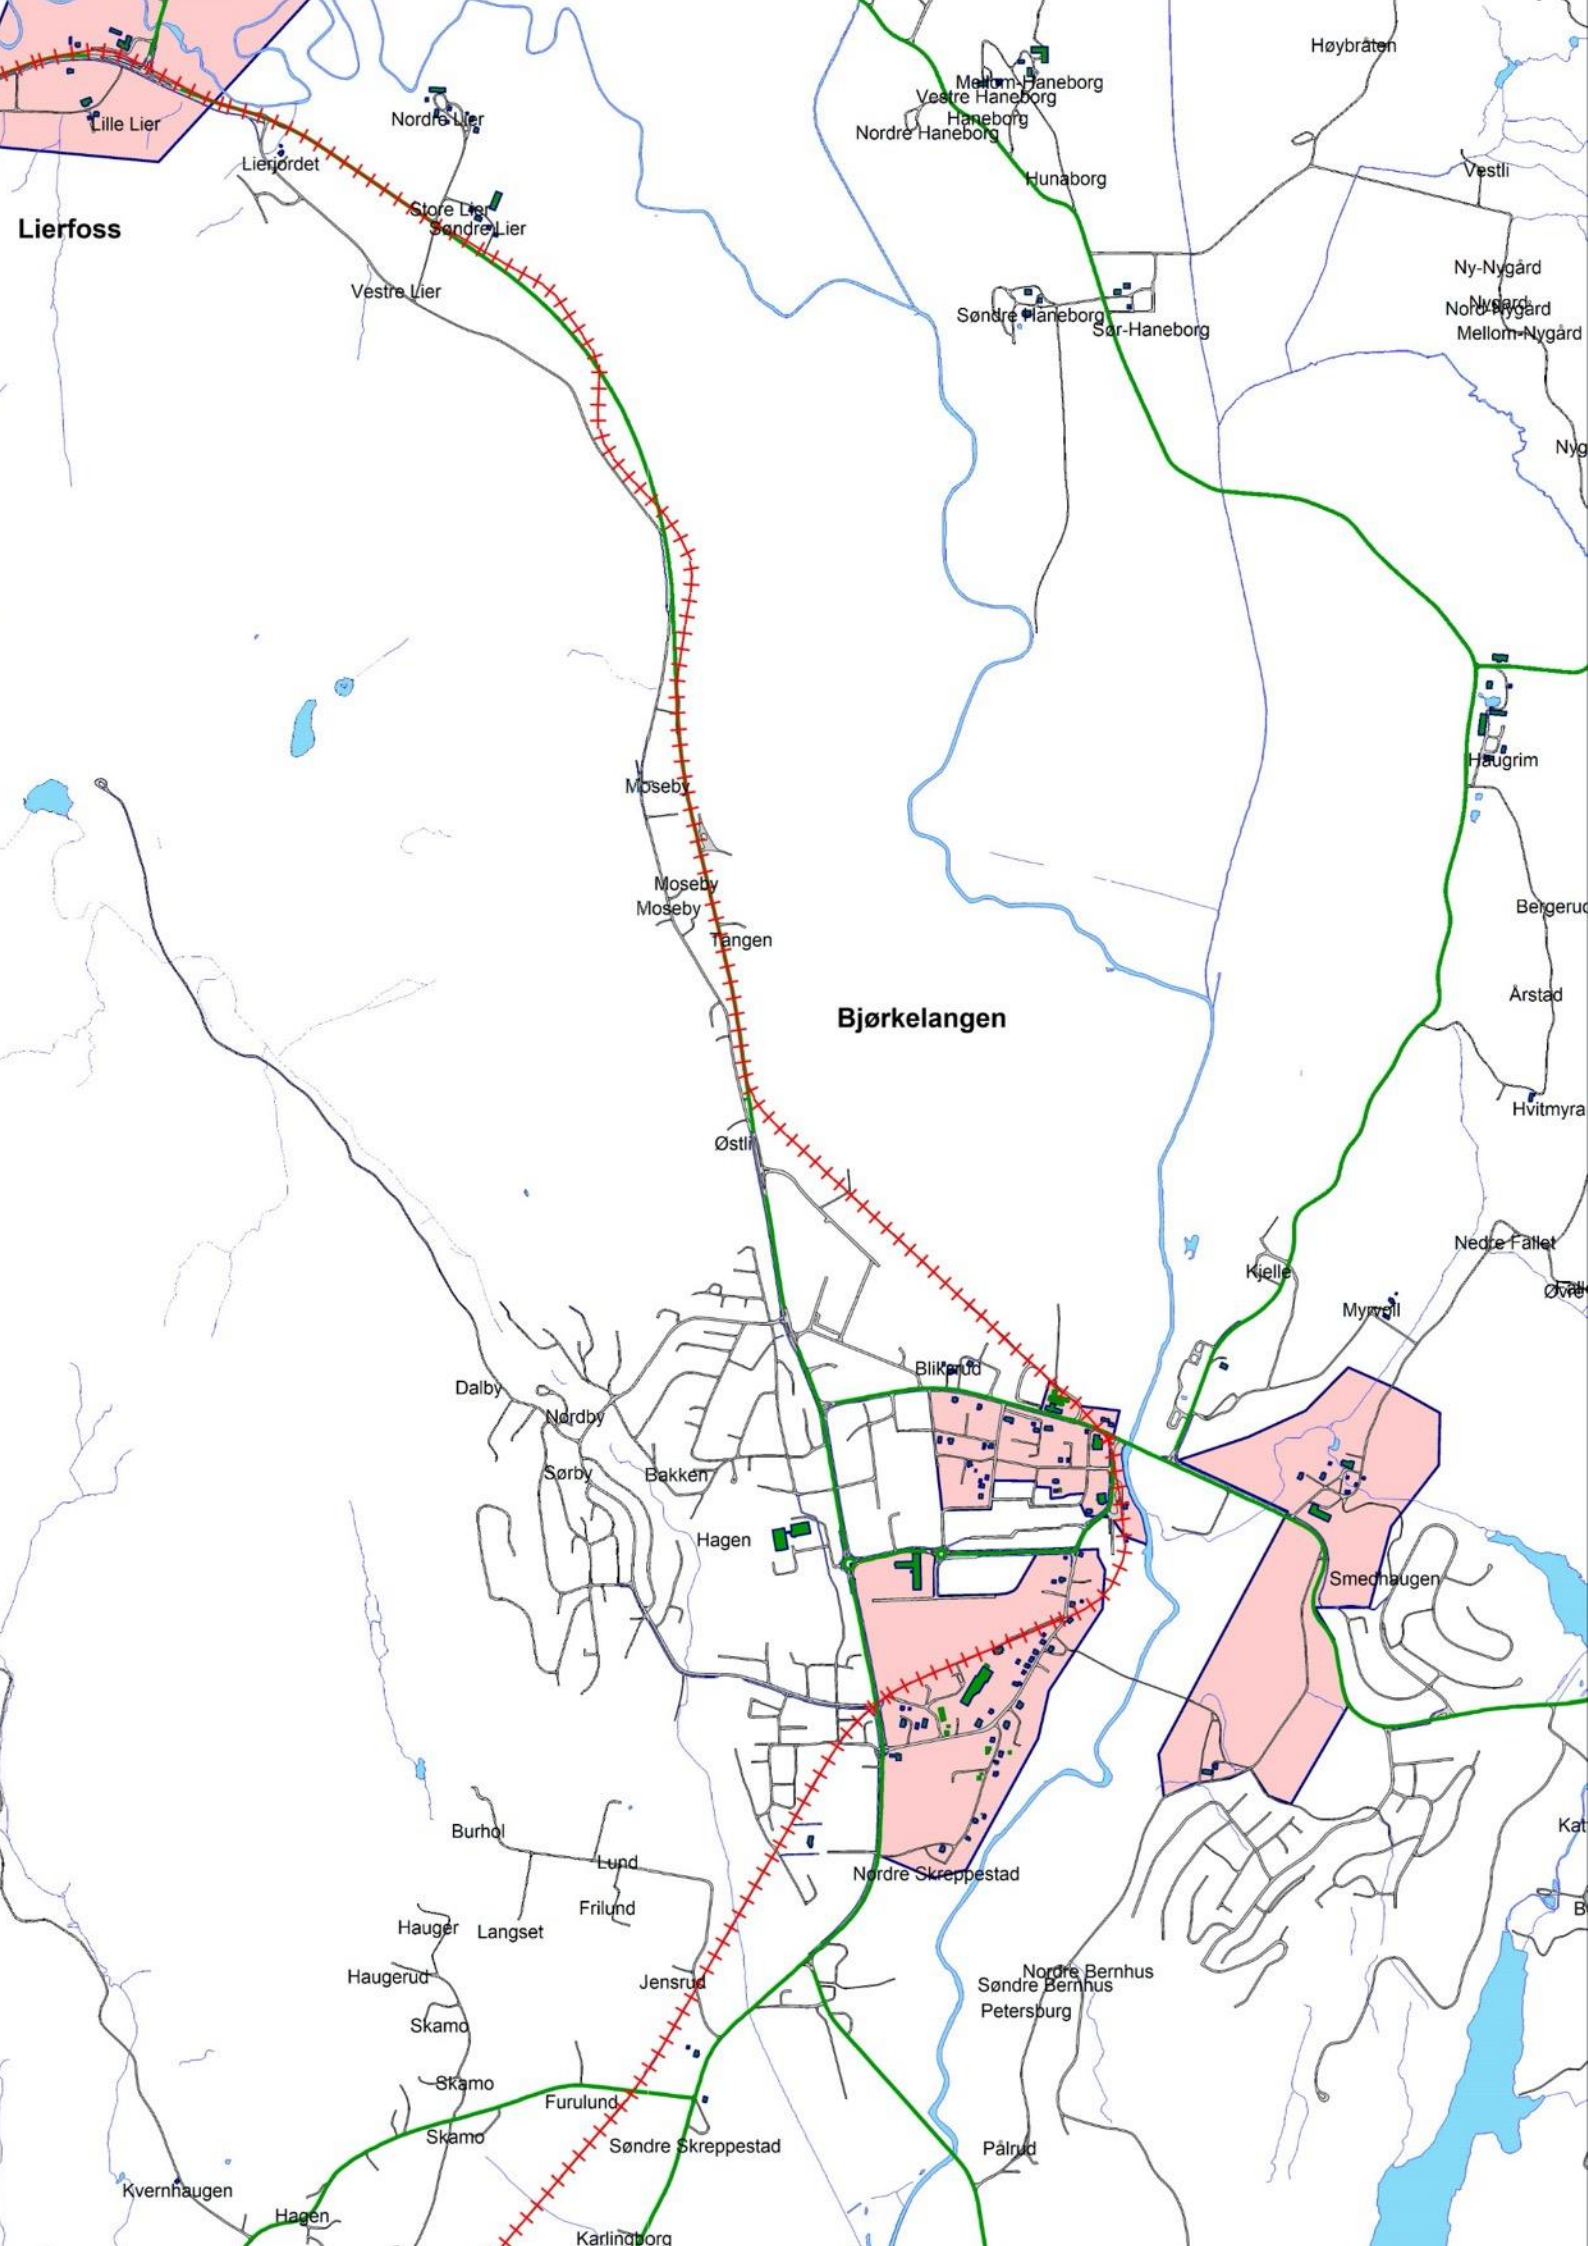 Høybråten
Mellom-Haneborg
Vestre Haneborg
Haneborg
Nordre Haneborg
Nordre Lier
Lille Lier
Lierjordet
Vestli
Hunaborg
Store Lier
Søndre Lier
Lierfoss
Ny-Nygård
Vestre Lier
Nygard
Nord-Nygård
Søndre Haneborg
Sør-Haneborg
Mellom-Nygård
Nyg
Haugrim
Moseby
Moseby
Moseby
Bergerud
Tangen
Årstad
Bjørkelangen
Hvitmyra
Østli
Nedre Fallet
Kjelle
Øvre
Myrvoll
Blikerud
Dalby
Nordby
Sørby
Bakken
Hagen
Smedhaugen
Burhol
Kat
Lund
Nordre Skreppestad
Frilund
B
Hauger
Langset
Haugerud
Jensrud
Nordre Bernhus
Søndre Bernhus
Petersburg
Skamo
Skamo
Furulund
Skamo
Søndre Skreppestad
Pålrud
Kvernhaugen
Hagen
Karlingborg